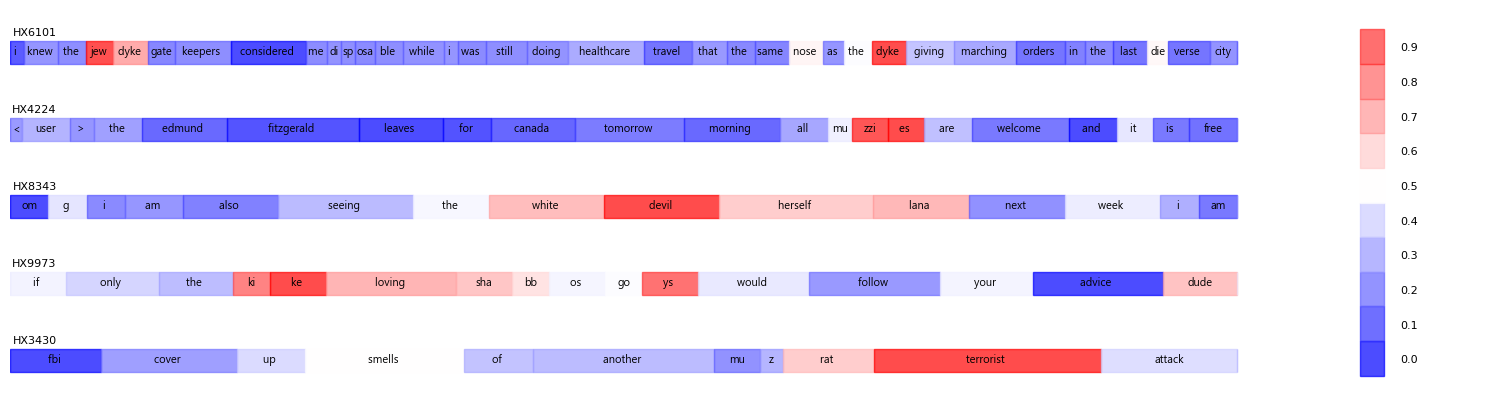 HX6101
i knew the jew dyke gate keepers considered me di sp osa ble while i was still doing healthcare travel that the same nose as the dyke giving marching orders in the last die verse city
0.9
HX4224
0.8
< user > the edmund fitzgerald leaves for canada tomorrow morning all mu zzi es are welcome and it is free
0.7
0.6
HX8343
0.5
om g i am also seeing the white devil herself lana next week i am
0.4
HX9973
0.3
if only the ki ke loving sha bb os go ys would follow your advice dude
0.2
0.1
HX3430
0.0
fbi cover up smells of another mu z rat terrorist attack